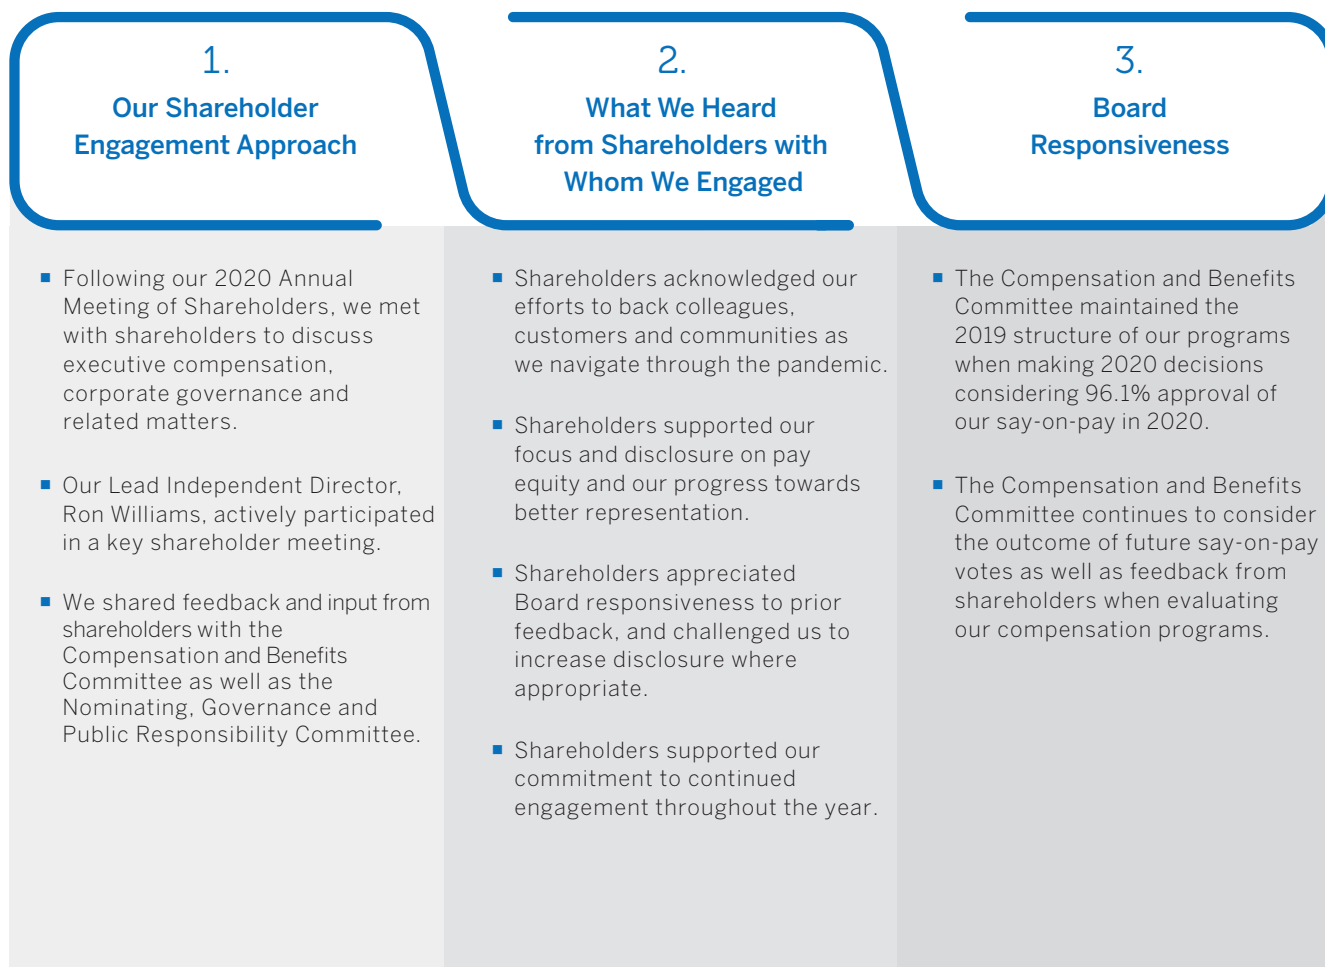 1.
Our Shareholder
Engagement Approach
Following our 2020 Annual
Meeting of Shareholders, we met
with shareholders to discuss
executive compensation,
corporate governance and
related matters.
Our Lead Independent Director,
Ron Williams, actively participated
in a key shareholder meeting.
We shared feedback and input from
shareholders with the
Compensation and Benefits
Committee as well as the
Nominating, Governance and
Public Responsibility Committee.
2.
What We Heard
from Shareholders with
Whom We Engaged
Shareholders acknowledged our
efforts to back colleagues,
customers and communities as
we navigate through the pandemic.
Shareholders supported our
focus and disclosure on pay
equity and our progress towards
better representation.
Shareholders appreciated
Board responsiveness to prior
feedback, and challenged us to
increase disclosure where
appropriate.
Shareholders supported our
commitment to continued
engagement throughout the year.
3.
Board
Responsiveness
The Compensation and Benefits
Committee maintained the
2019 structure of our programs
when making 2020 decisions
considering 96.1% approval of
our say-on-pay in 2020.
The Compensation and Benefits
Committee continues to consider
the outcome of future say-on-pay
votes as well as feedback from
shareholders when evaluating
our compensation programs.